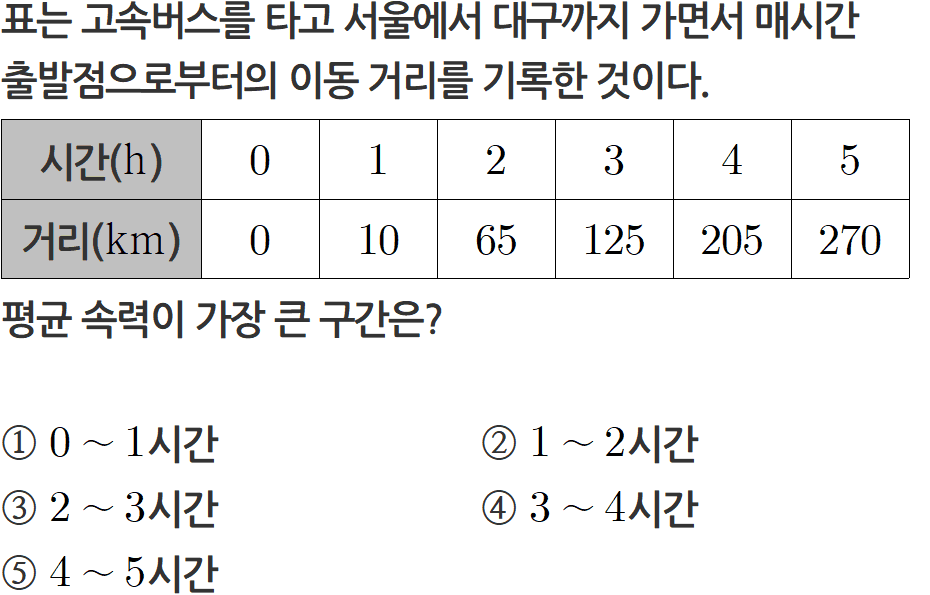 표는 고속버스를 타고 서울에서 대구까지 가면서 매시간
출발점으로부터의 이동 거리를 기록한 것이다.
시간(h) 0 1 2 3 4 5
거리(km) 0 10 65 125 205 270
평균 속력이 가장 큰 구간은?
① 0 ~ 1시간 ② 1 ~ 2시간
③ 2 ~ 3시간 ④ 3 ~ 4시간
⑤ 4 ~ 5시간